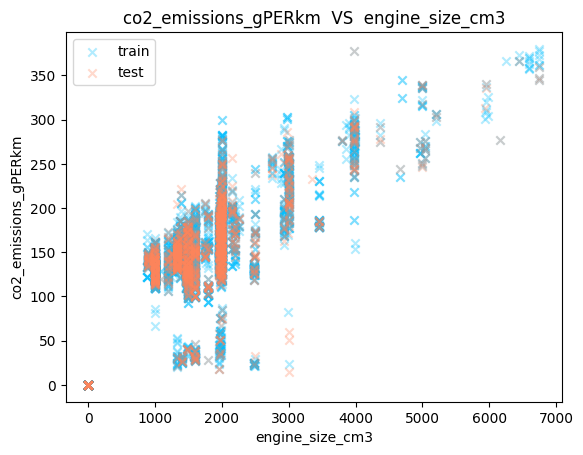 co2_emissions_gPERkm  VS  engine_size_cm3
train
test
co2_emissions_gPERkm
350
300
250
200
150
100
50
0
0 1000 2000 3000 4000 5000 6000 7000
engine_size_cm3